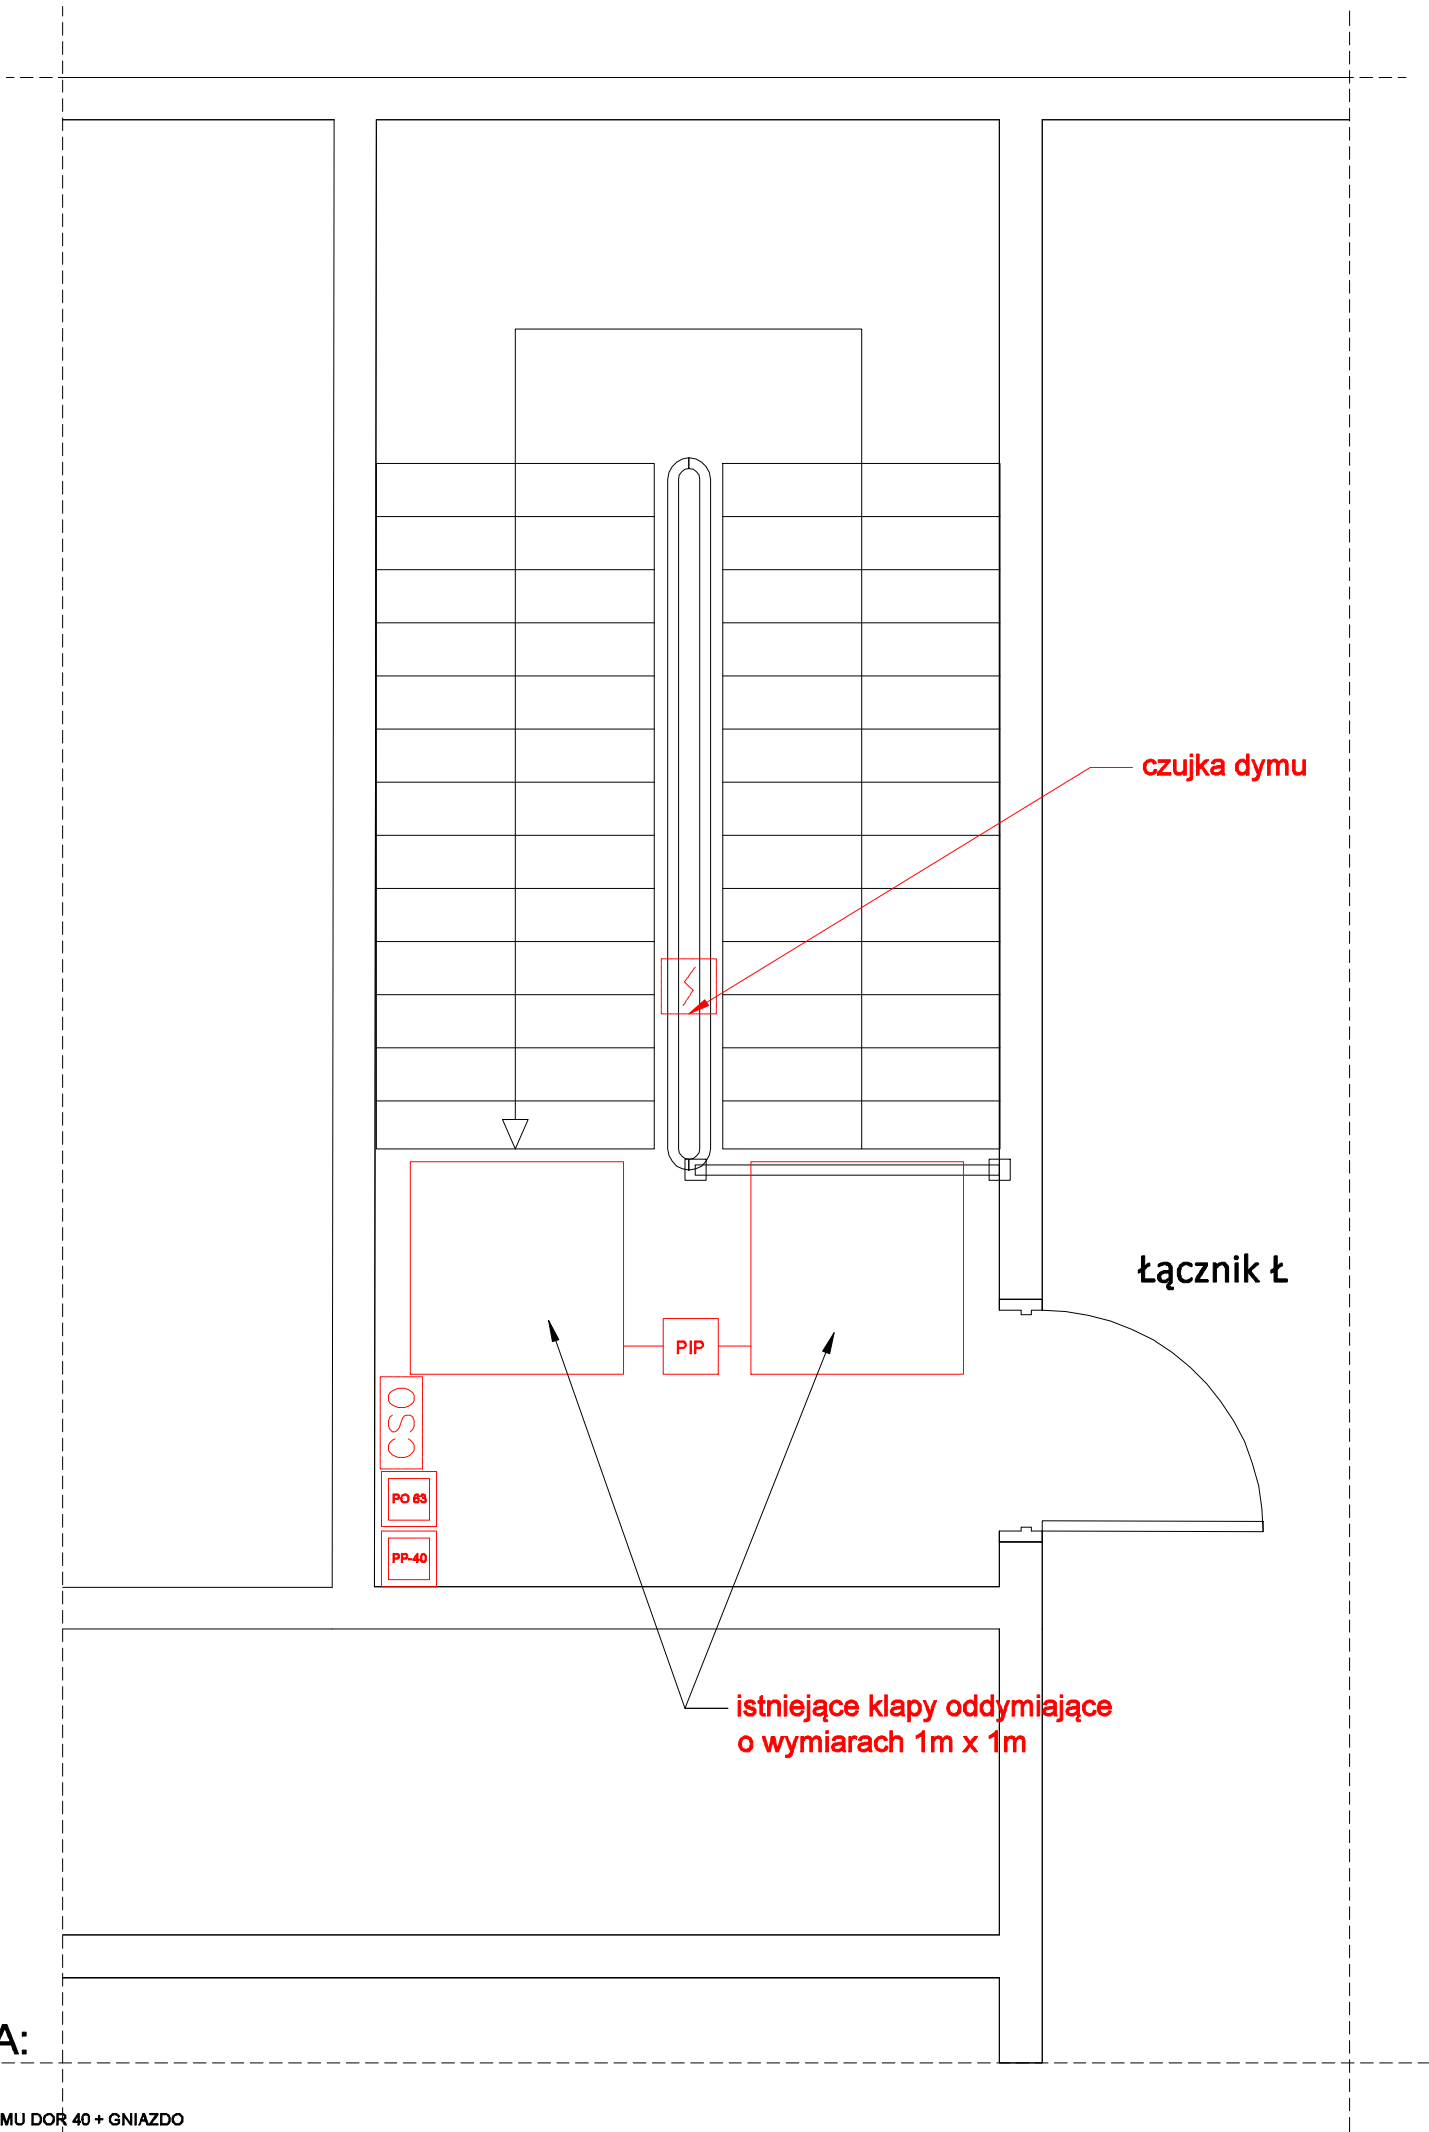 czujka dymu
Łącznik Ł
PIP
CSO
PO 63
PP-40
istniejące klapy oddymiające
o wymiarach 1m x 1m
A:
MU DOR 40 + GNIAZDO